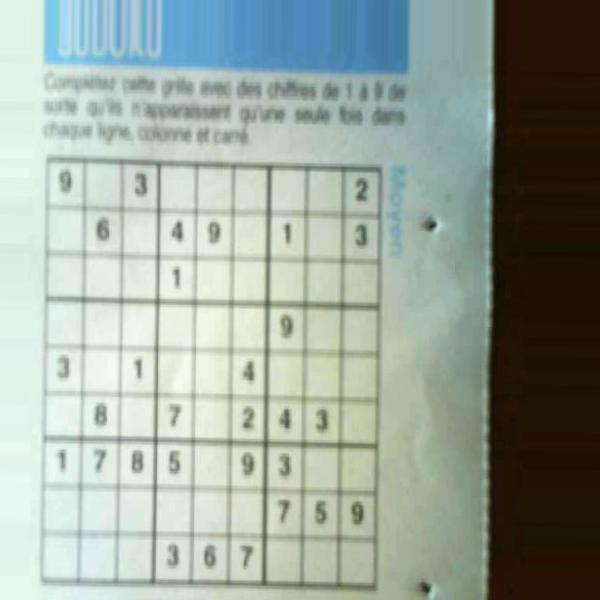 SUDOKU
Complétez cette grille avec des chiffres de 1 à 9 de
sorte qu'ils n'apparaissent qu'une seule fois dans
chaque ligne, colonne et carré.
Moyen
9 3 2
6 4 9 1 3
1
9
3 1 4
8 7 2 4 3
1 7 8 5 9 3
7 5 9
3 6 7